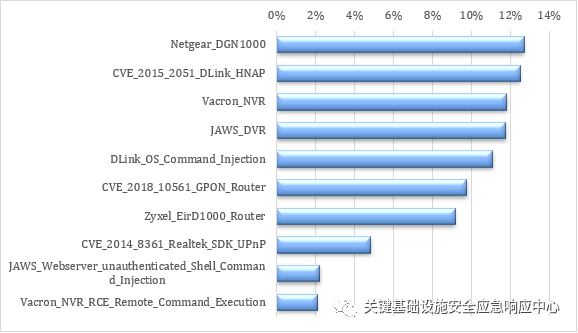 0% 2% 4% 6% 8% 10% 12% 14%
Netgear_DGN1000
CVE_2015_2051_DLink_HNAP
Vacron_NVR
JAWS_DVR
DLink_OS_Command_Injection
CVE_2018_10561_GPON_Router
Zyxel_EirD1000_Router
CVE_2014_8361_Realtek_SDK_UPnP
JAWS_Webserver_unauthenticated_Shell_Comman
d_Injection
Vacron_NVR_RCE_Remote_Command_Execution
关键基础设施安全应急响应中心